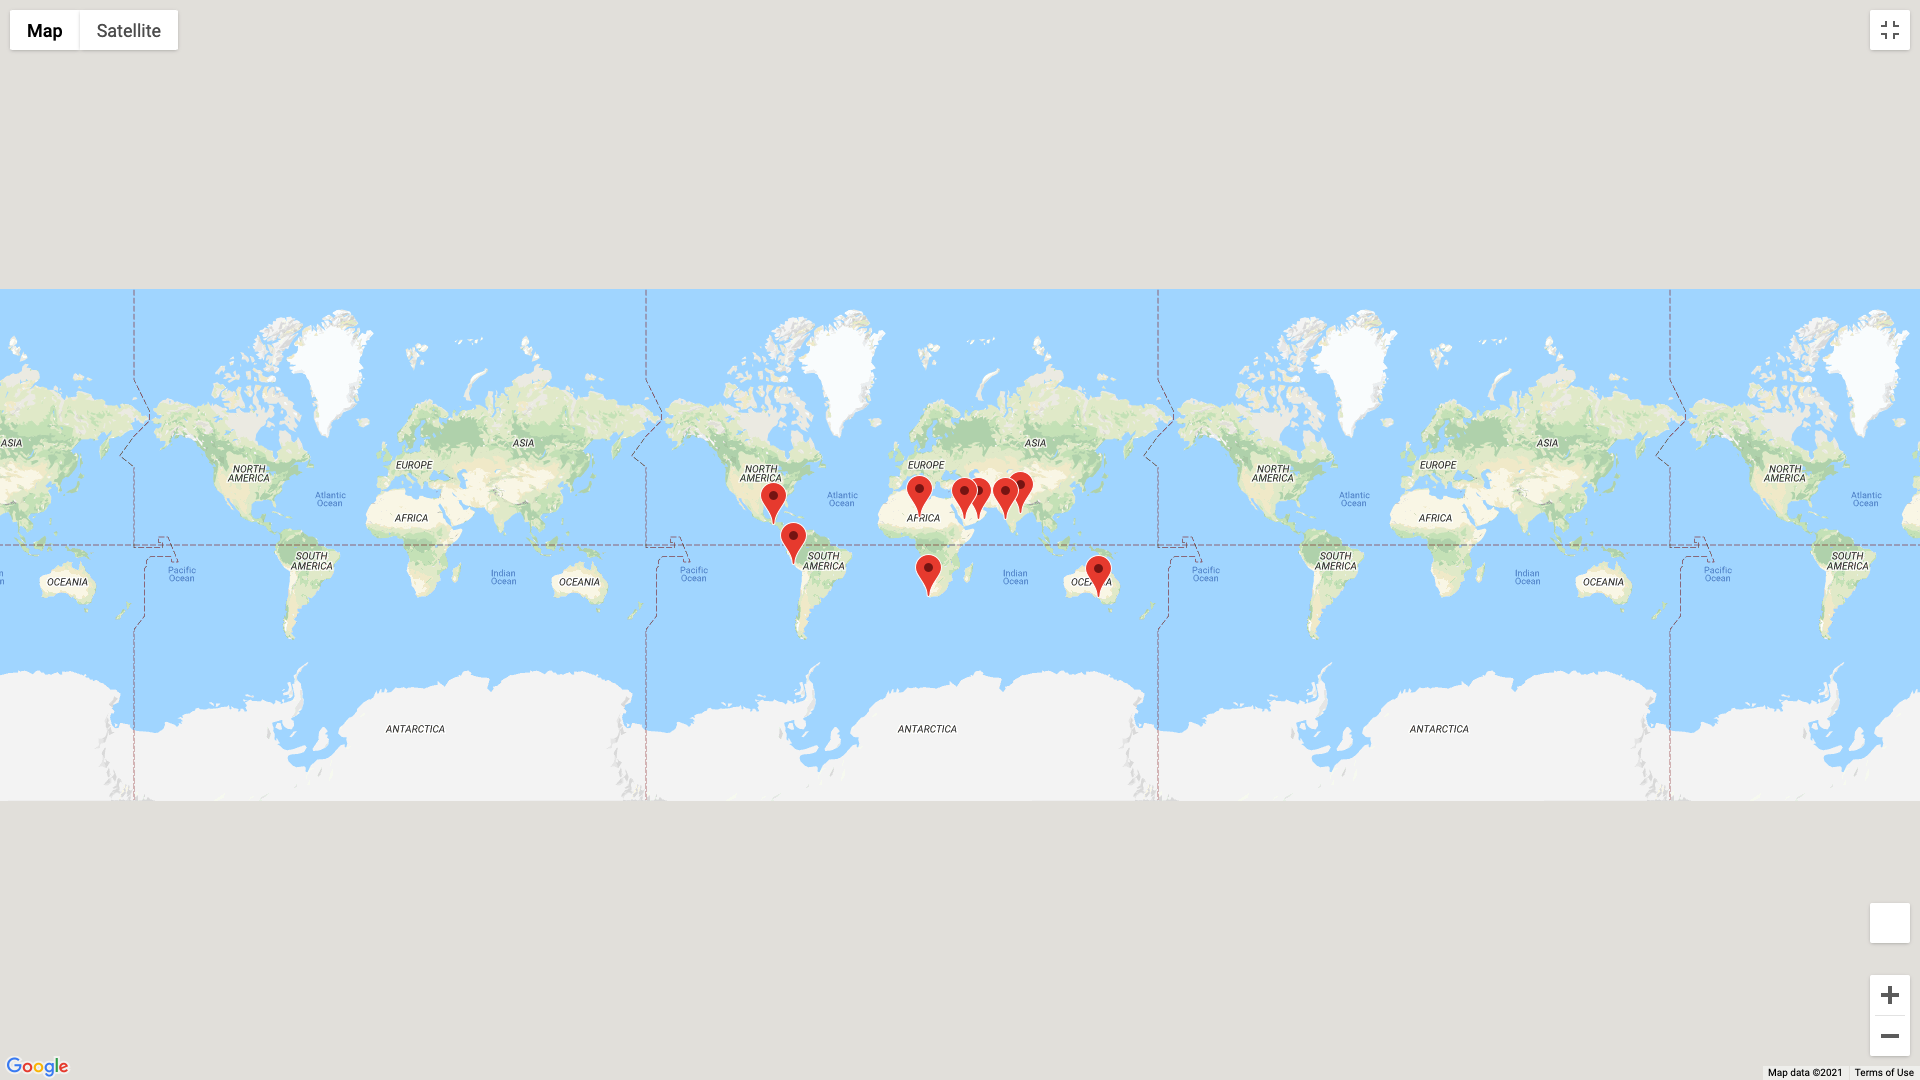 Map
Satellite
ASIA
NORTH
AMERICA
EUROPE
ASIA
Atlantic
Ocean
AFRICA
SOUTH
AMERICA
Pacific
Ocean
OCEANIA
Indian
Ocean
OCEANIA
ANTARCTICA
NORTH
AMERICA
EUROPE
ASIA
Atlantic
Ocean
AFRICA
SOUTH
AMERICA
Pacific
Ocean
Indian
Ocean
OCEANIA
ANTARCTICA
NORTH
AMERICA
EUROPE
ASIA
Atlantic
Ocean
AFRICA
SOUTH
AMERICA
Pacific
Ocean
Indian
Ocean
OCEANIA
ANTARCTICA
NORTH
AMERICA
Atlantic
Ocean
SOUTH
AMERICA
Pacific
Ocean
Google
Map data ©2021
Terms of Use